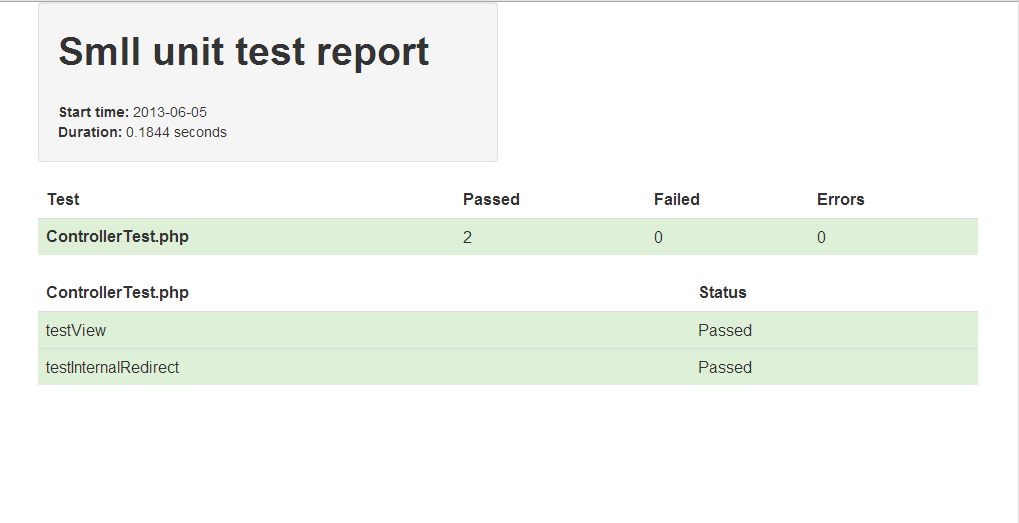 Smll unit test report
Start time: 2013-06-05
Duration: 0.1844 seconds
Test Passed Failed Errors
ControllerTest.php 2 0 0
ControllerTest.php Status
testView Passed
testInternalRedirect Passed